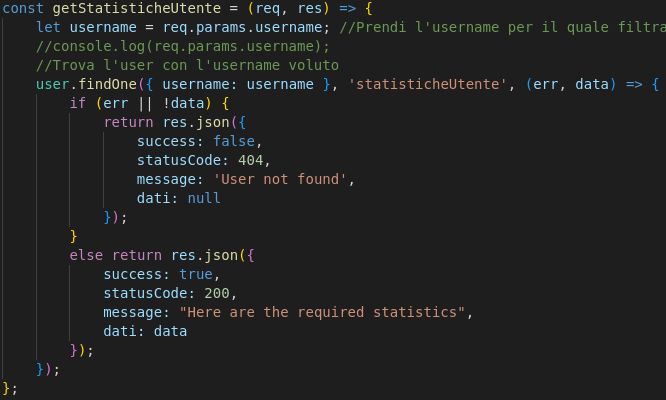 const getStatisticheUtente = (req, res) => {
let username = req.params.username; //Prendi l'username per il quale filtra
//console.log(req.params.username);
//Trova l'user con l'username voluto
user.findOne({ username: username }, 'statisticheUtente', (err, data) => {
if (err || !data) {
return res.json({
success: false,
statusCode: 404,
message: 'User not found',
dati: null
});
}
else return res.json({
success: true,
statusCode: 200,
message: "Here are the required statistics",
dati: data
});
});
};